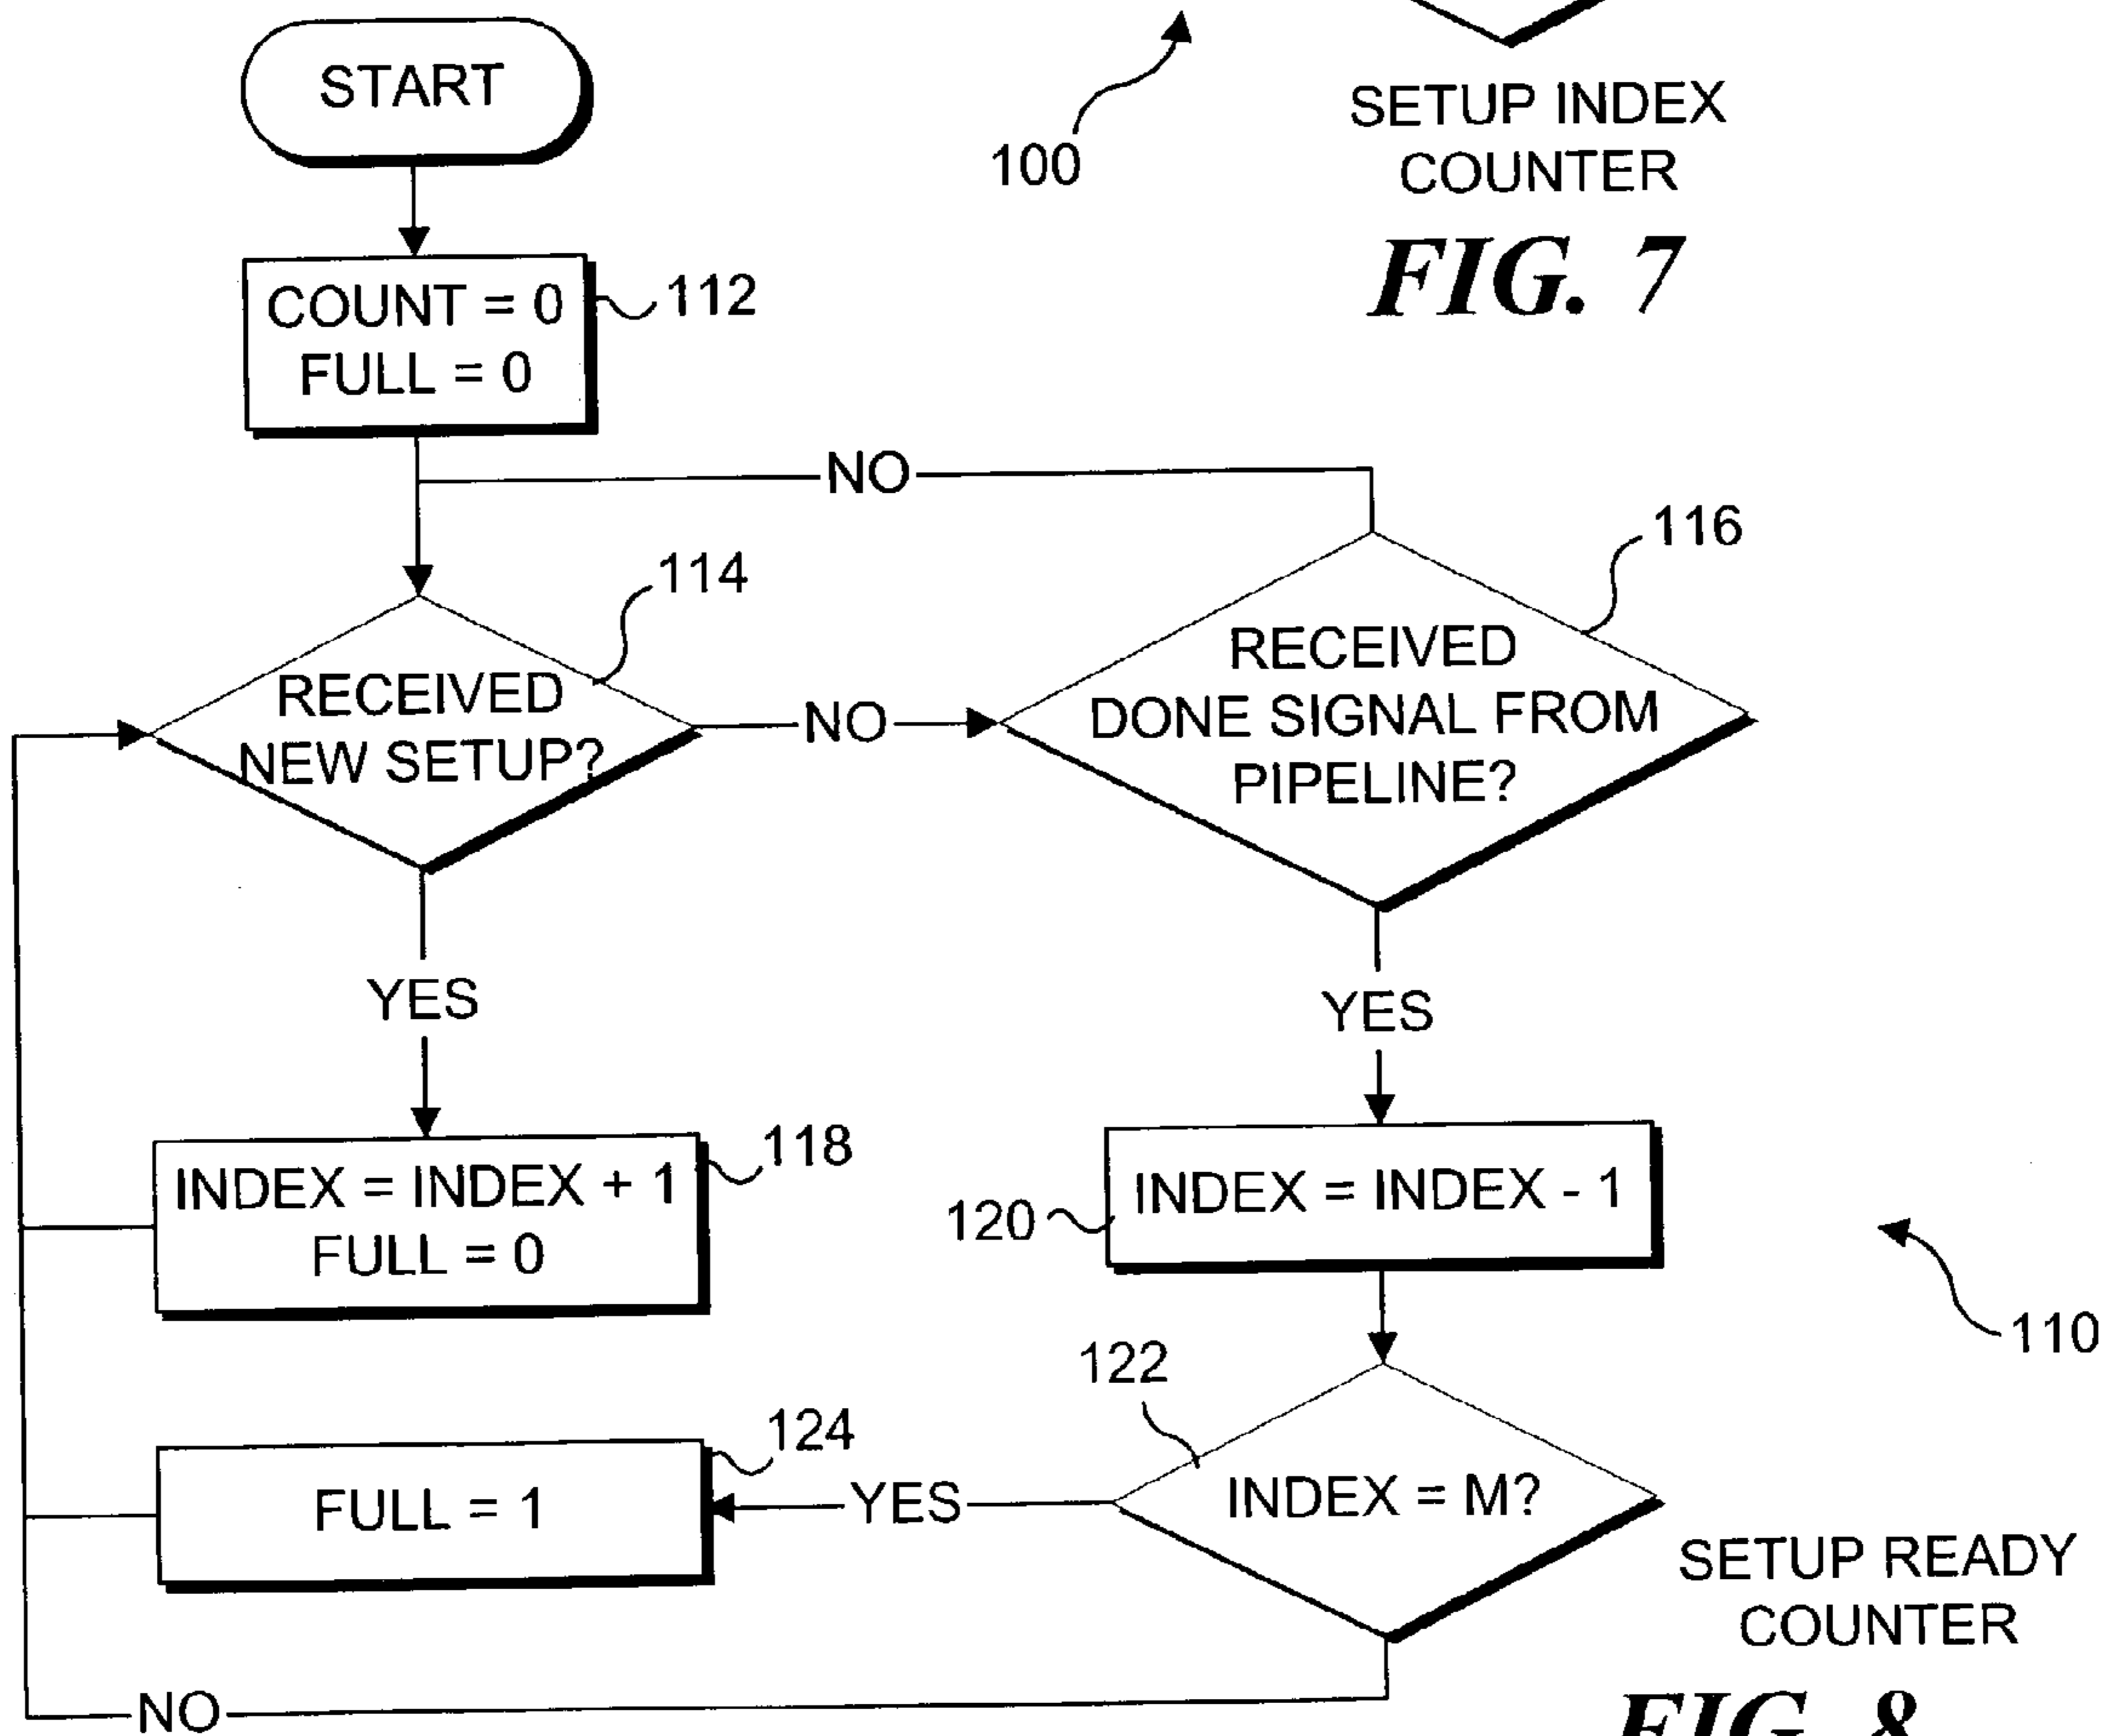 START
100
SETUP INDEX
COUNTER
FIG. 7
COUNT = 0
FULL = 0
112
NO
114
116
RECEIVED
NEW SETUP?
NO
RECEIVED
DONE SIGNAL FROM
PIPELINE?
YES
YES
INDEX = INDEX + 1
FULL = 0
118
120
INDEX = INDEX - 1
110
122
124
FULL = 1
YES
INDEX = M?
SETUP READY
COUNTER
NO
FIG. 8